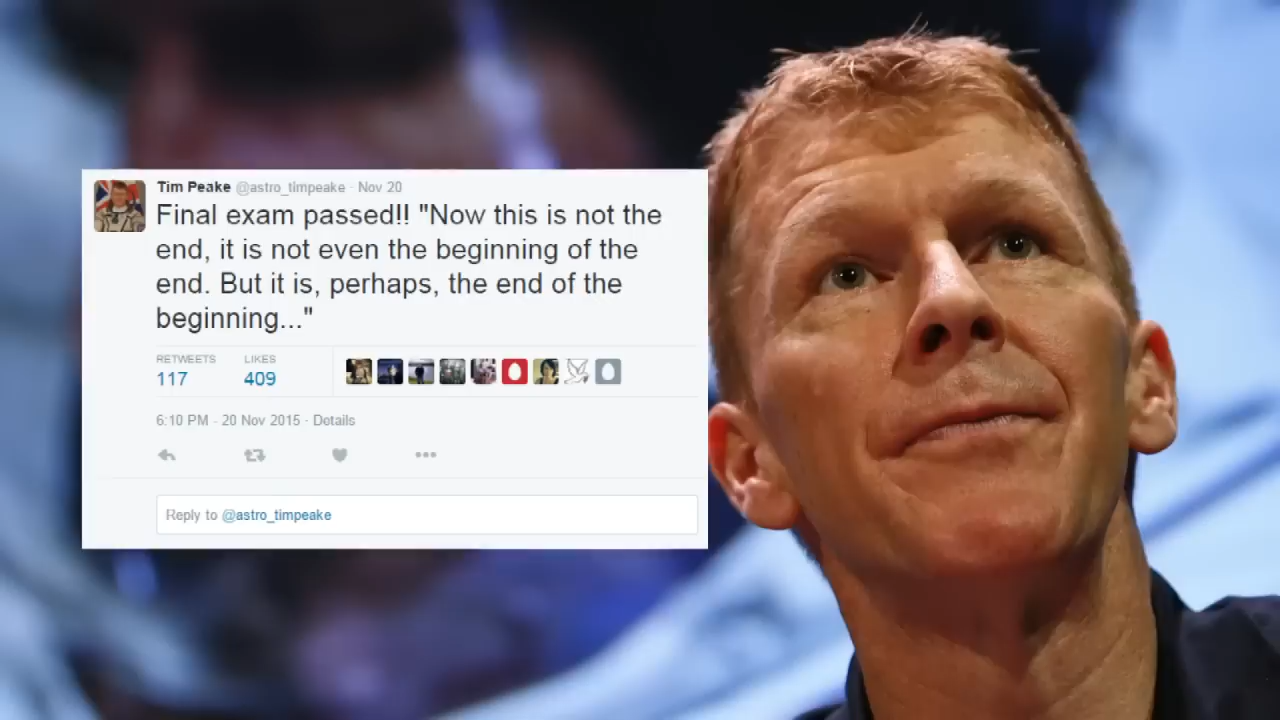 Tim Peake @astro_timpeake · Nov 20
Final exam passed!! "Now this is not the
end, it is not even the beginning of the
end. But it is, perhaps, the end of the
beginning..."
RETWEETS LIKES
117 409
6:10 PM - 20 Nov 2015 · Details
Reply to @astro_timpeake